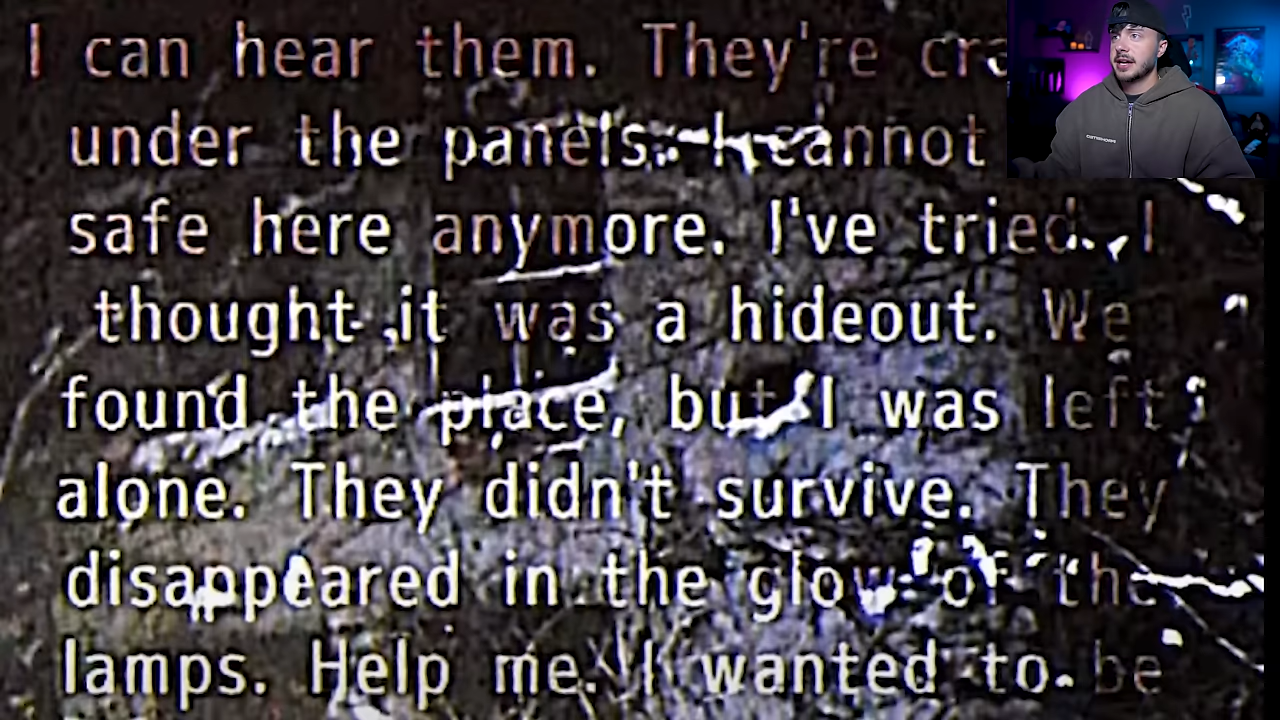 I can hear them. They're
under the panels. I cannot
safe here anymore. I've tried. I
thought it was a hideout. We
found the place, but I was left
alone. They didn't survive. They
disappeared in the glow of the
lamps. Help me. I wanted to be